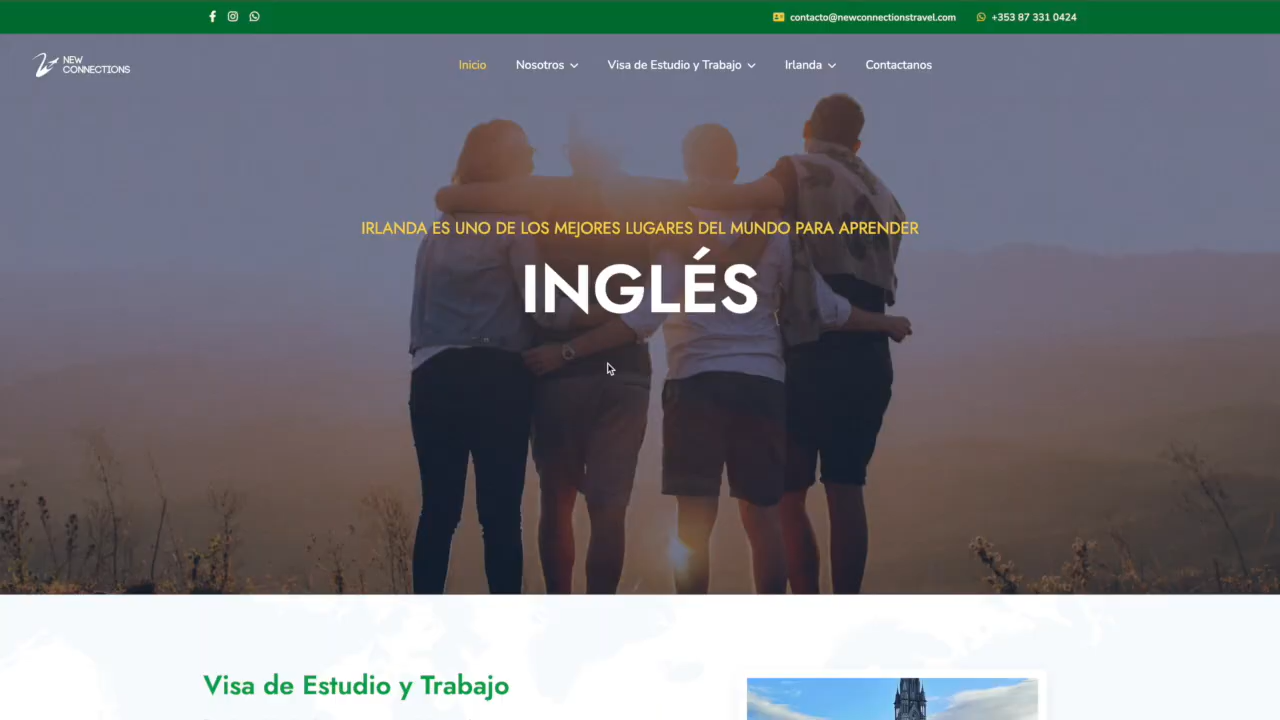 contacto@newconnectionstravel.com +353 87 331 0424
NEW
CONNECTIONS
Inicio Nosotros Visa de Estudio y Trabajo Irlanda Contactanos
IRLANDA ES UNO DE LOS MEJORES LUGARES DEL MUNDO PARA APRENDER
INGLÉS
Visa de Estudio y Trabajo